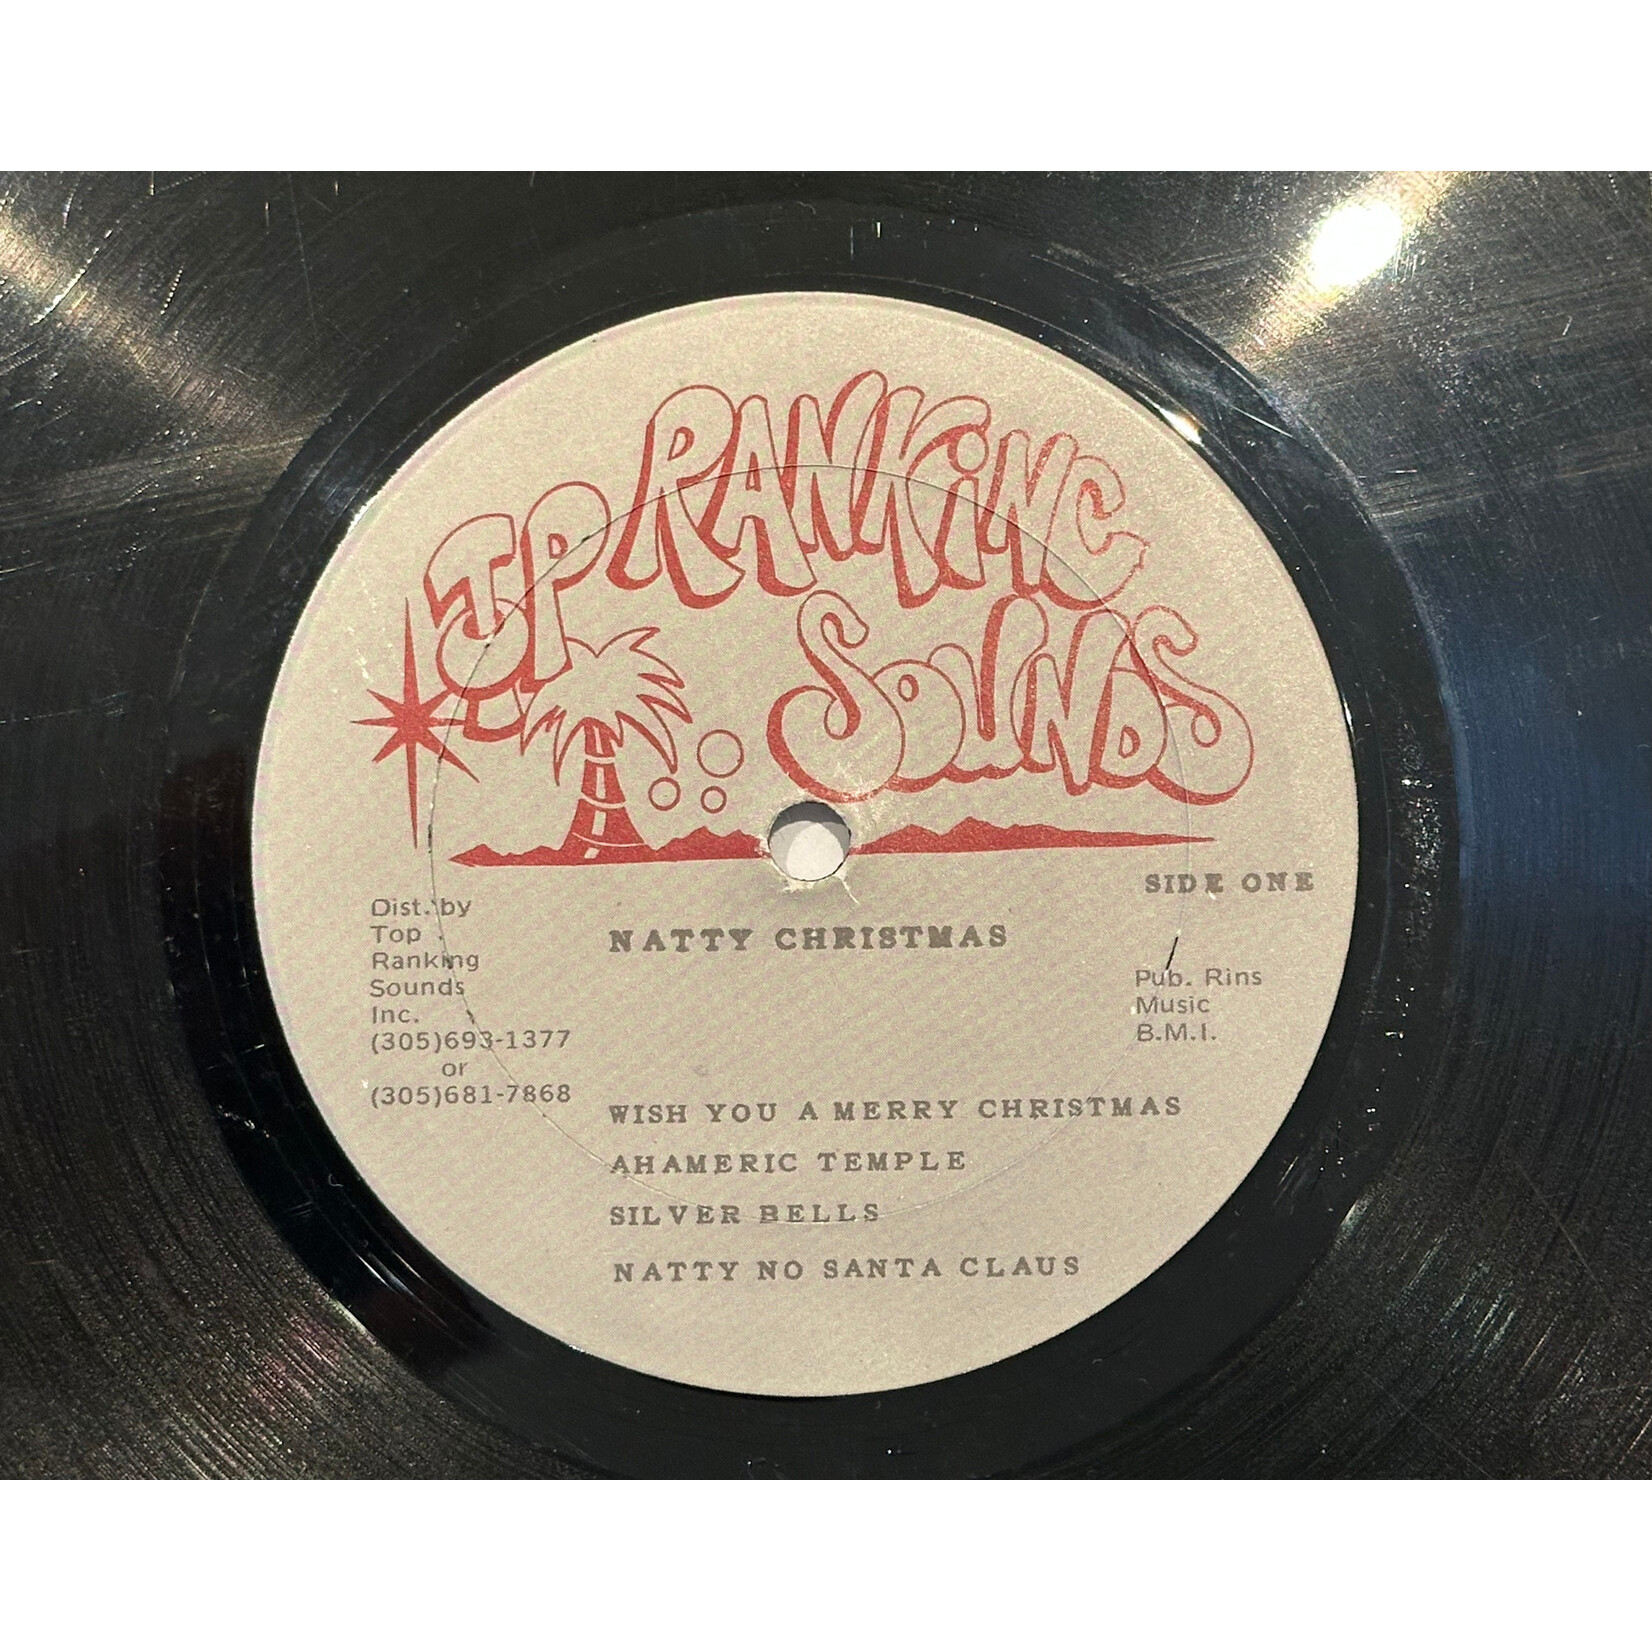 TOP RANKiNG
SOUNDS
SIDE ONE
NATTY CHRISTMAS
Dist. by
Top
Ranking
Sounds
Inc.
(305)693-1377
or
(305)681-7868
Pub. Rins
Music
B.M.I.
WISH YOU A MERRY CHRISTMAS
AHAMERIC TEMPLE
SILVER BELLS
NATTY NO SANTA CLAUS